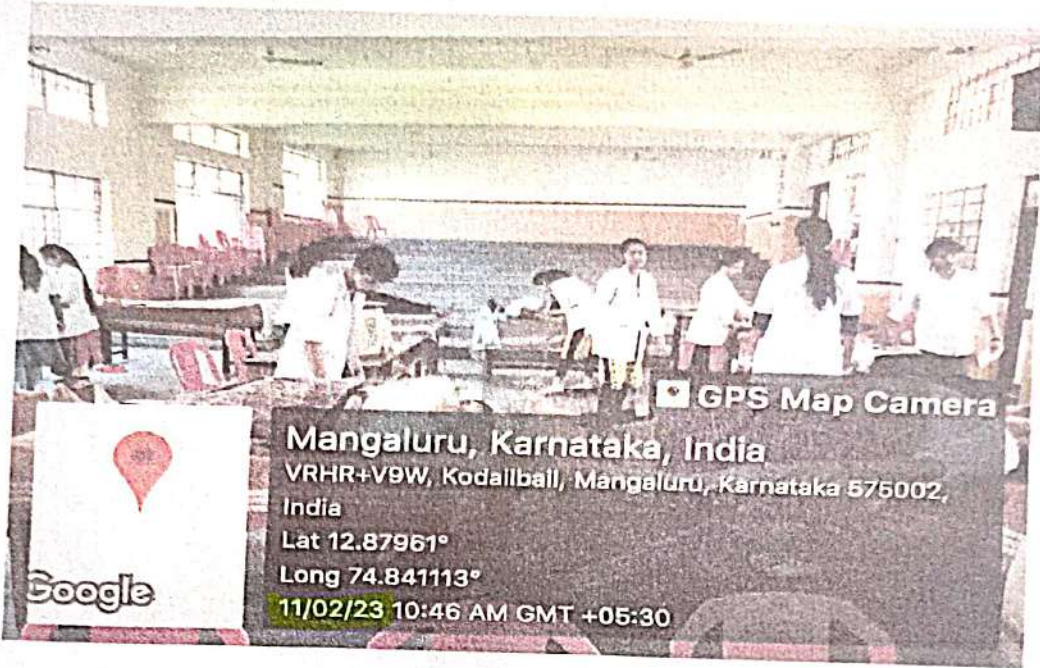 GPS Map Camera
Mangaluru, Karnataka, India
VRHR+V9W, Kodailbail, Mangaluru, Karnataka 575002,
India
Lat 12.87961°
Long 74.841113°
11/02/23 10:46 AM GMT +05:30
Google